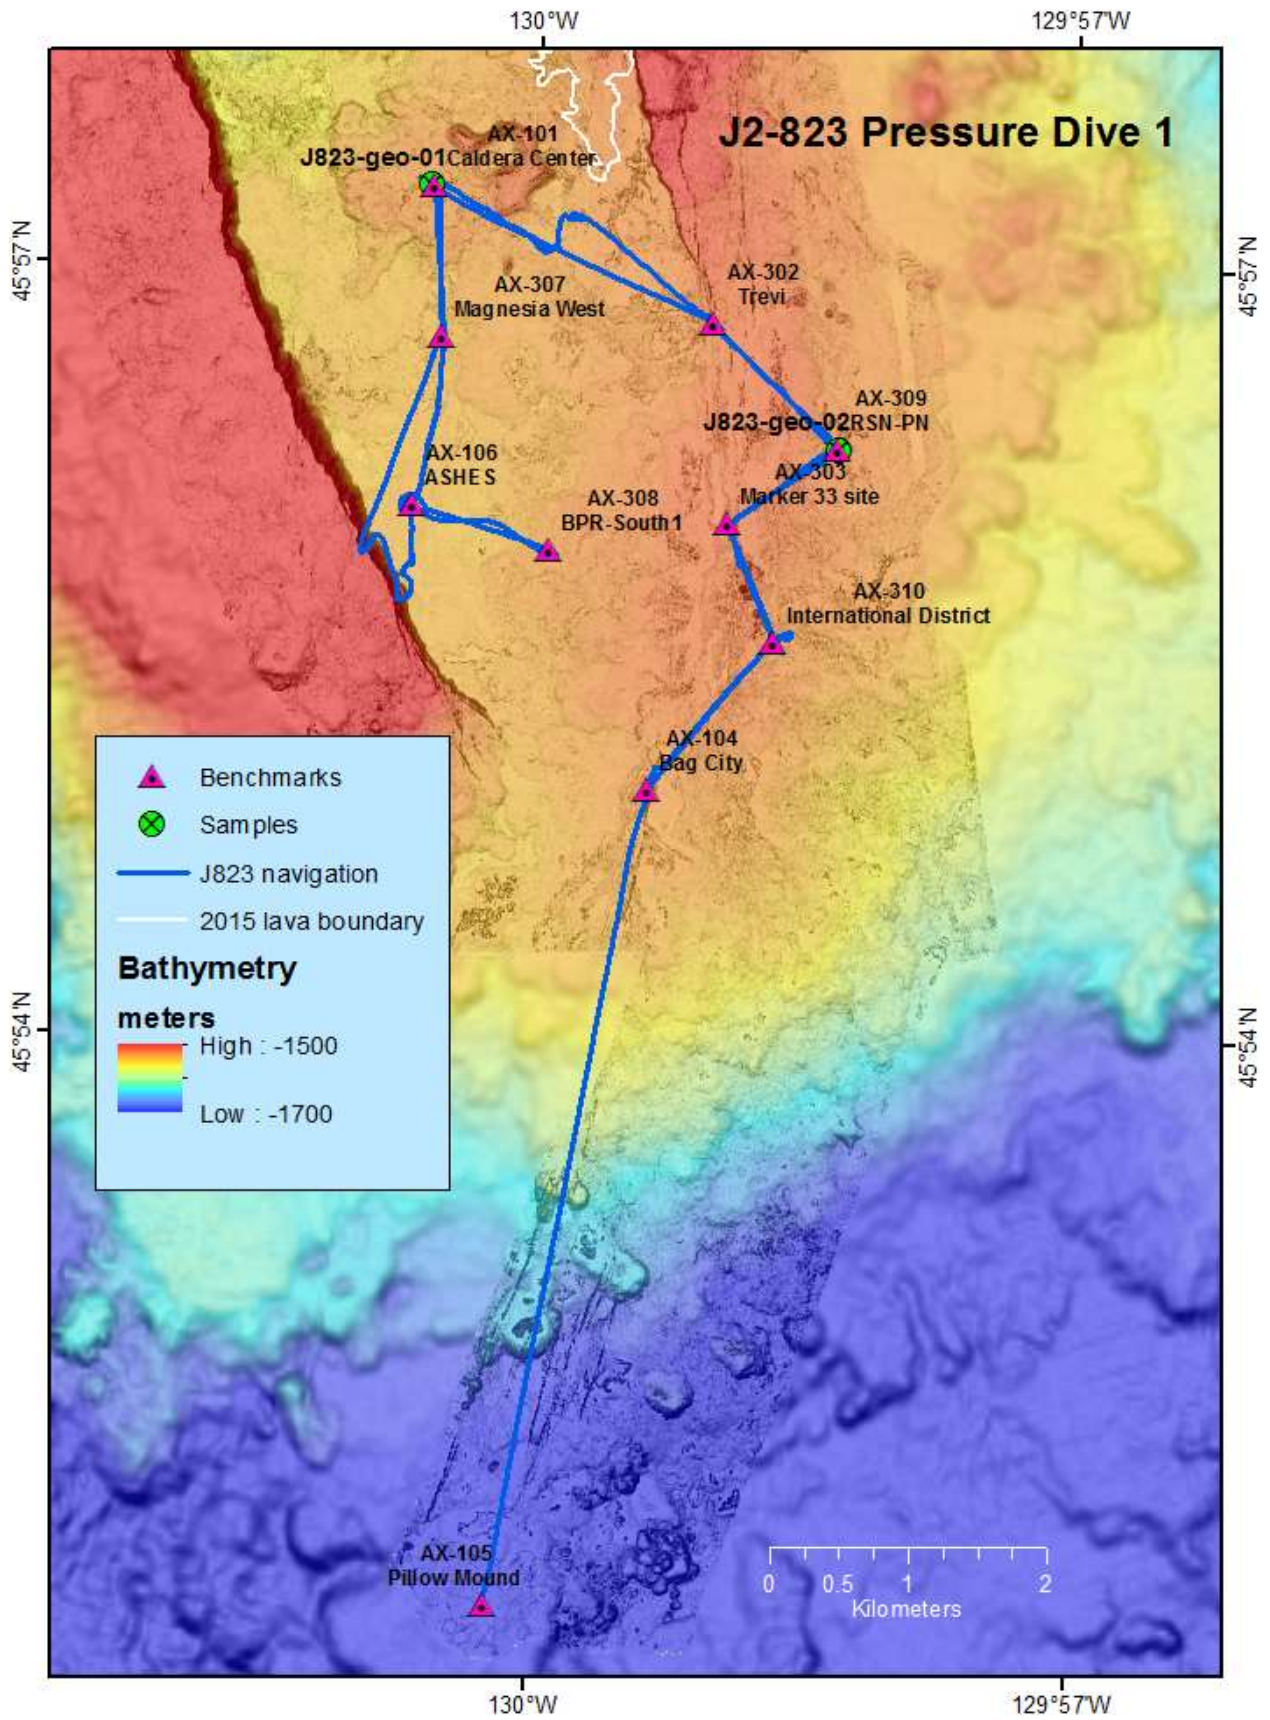 130°W
129°57'W
J2-823 Pressure Dive 1
AX-101
J823-geo-01
Caldera Center
45°57'N
45°57'N
AX-302
Trevi
AX-307
Magnesia West
AX-309
J823-geo-02
RSN-PN
AX-106
ASHES
AX-303
Marker 33 site
AX-308
BPR-South1
AX-310
International District
AX-104
Bag City
Benchmarks
Samples
J823 navigation
2015 lava boundary
Bathymetry
meters
High : -1500
Low : -1700
45°54'N
45°54'N
AX-105
Pillow Mound
0 0.5 1 2
Kilometers
130°W
129°57'W